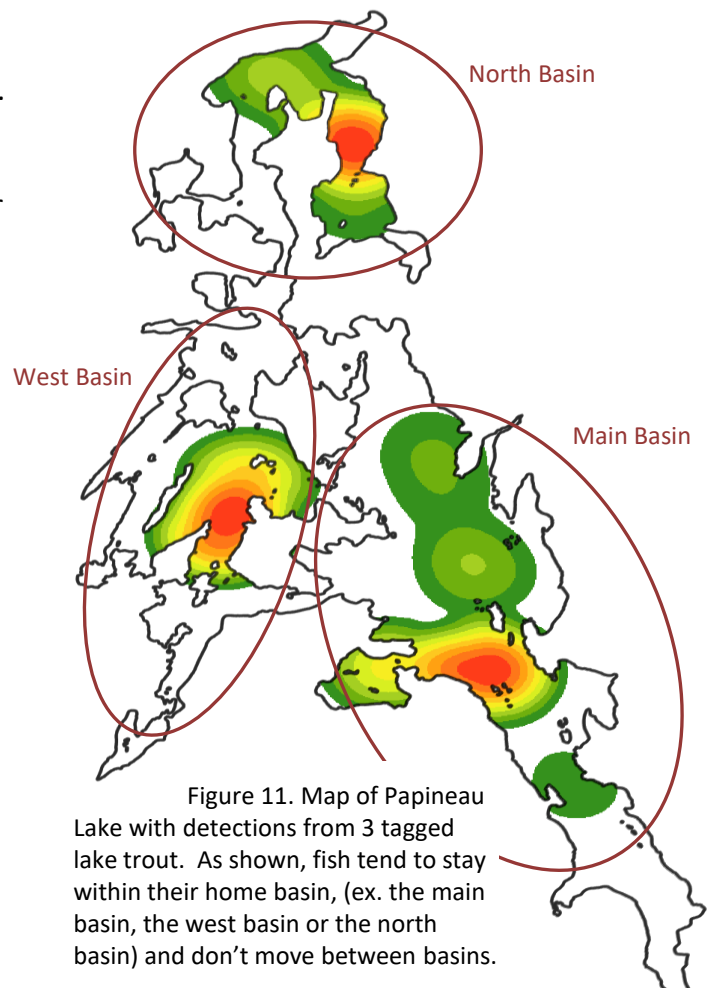 North Basin
West Basin
Main Basin
Figure 11. Map of Papineau
Lake with detections from 3 tagged
lake trout.  As shown, fish tend to stay
within their home basin, (ex. the main
basin, the west basin or the north
basin) and don’t move between basins.